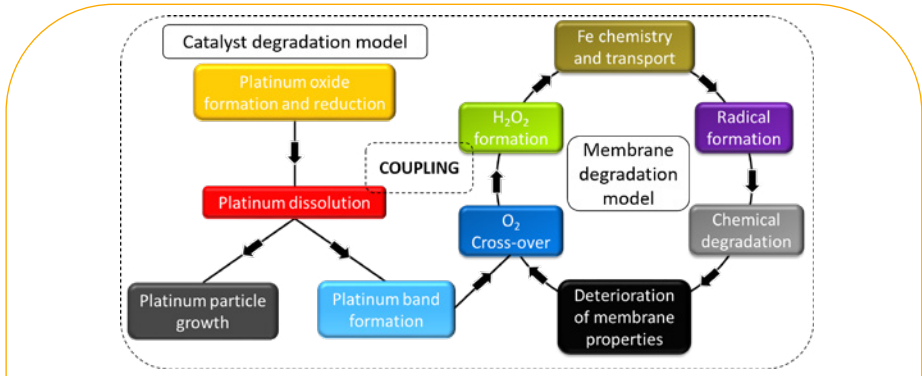 Catalyst degradation model
Platinum oxide
formation and reduction
Platinum dissolution
Platinum particle
growth
Platinum band
formation
COUPLING
Fe chemistry
and transport
H₂O₂
formation
Radical
formation
Membrane
degradation
model
O₂
Cross-over
Chemical
degradation
Deterioration
of membrane
properties